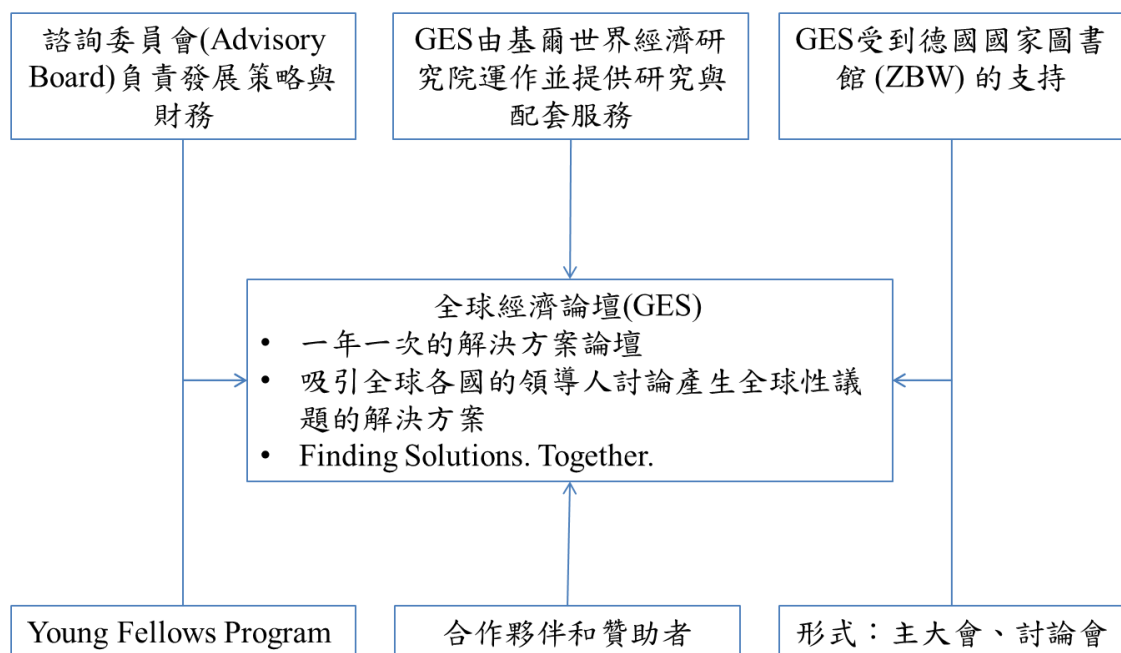 諮詢委員會(Advisory
Board)負責發展策略與
財務
GES由基爾世界經濟研
究院運作並提供研究與
配套服務
GES受到德國國家圖書
館 (ZBW) 的支持
全球經濟論壇(GES)
• 一年一次的解決方案論壇
• 吸引全球各國的領導人討論產生全球性議
題的解決方案
• Finding Solutions. Together.
Young Fellows Program
合作夥伴和贊助者
形式：主大會、討論會